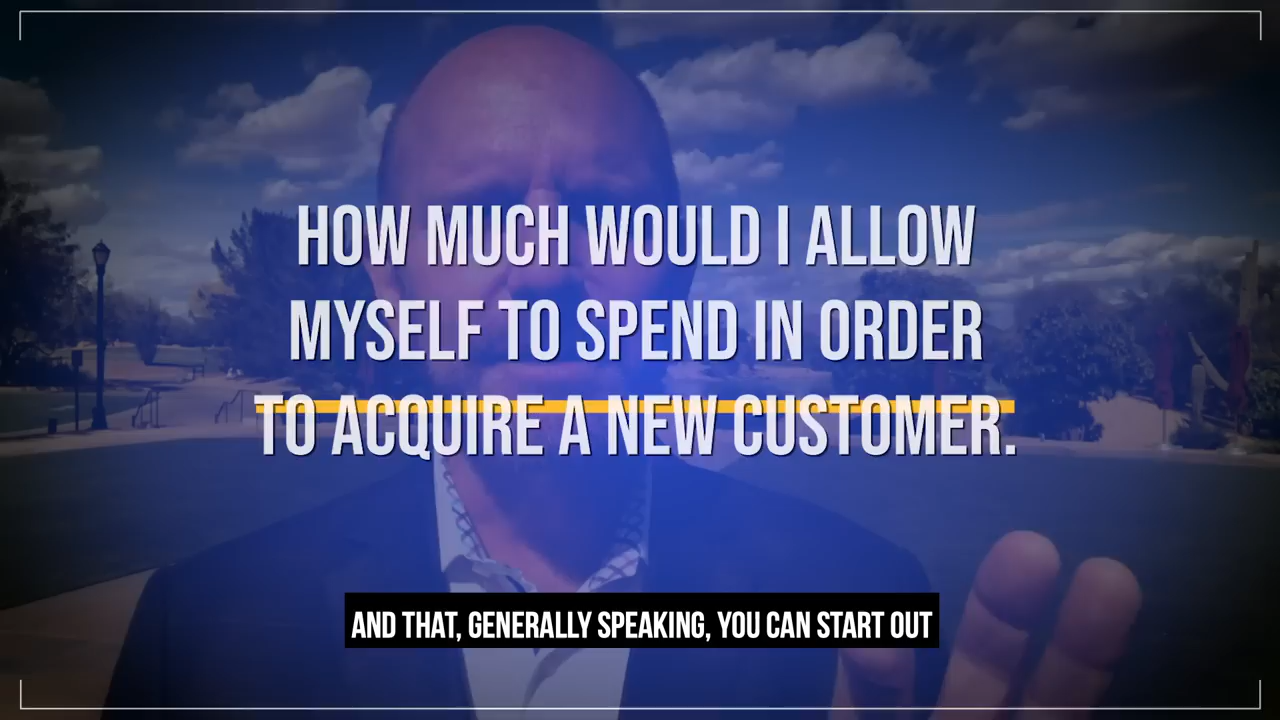 HOW MUCH WOULD I ALLOW
MYSELF TO SPEND IN ORDER
TO ACQUIRE A NEW CUSTOMER.
AND THAT, GENERALLY SPEAKING, YOU CAN START OUT